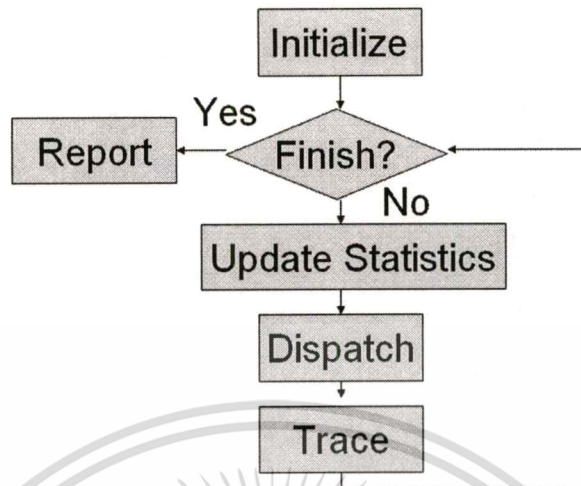 Initialize
Yes
Report
Finish?
No
Update Statistics
Dispatch
Trace